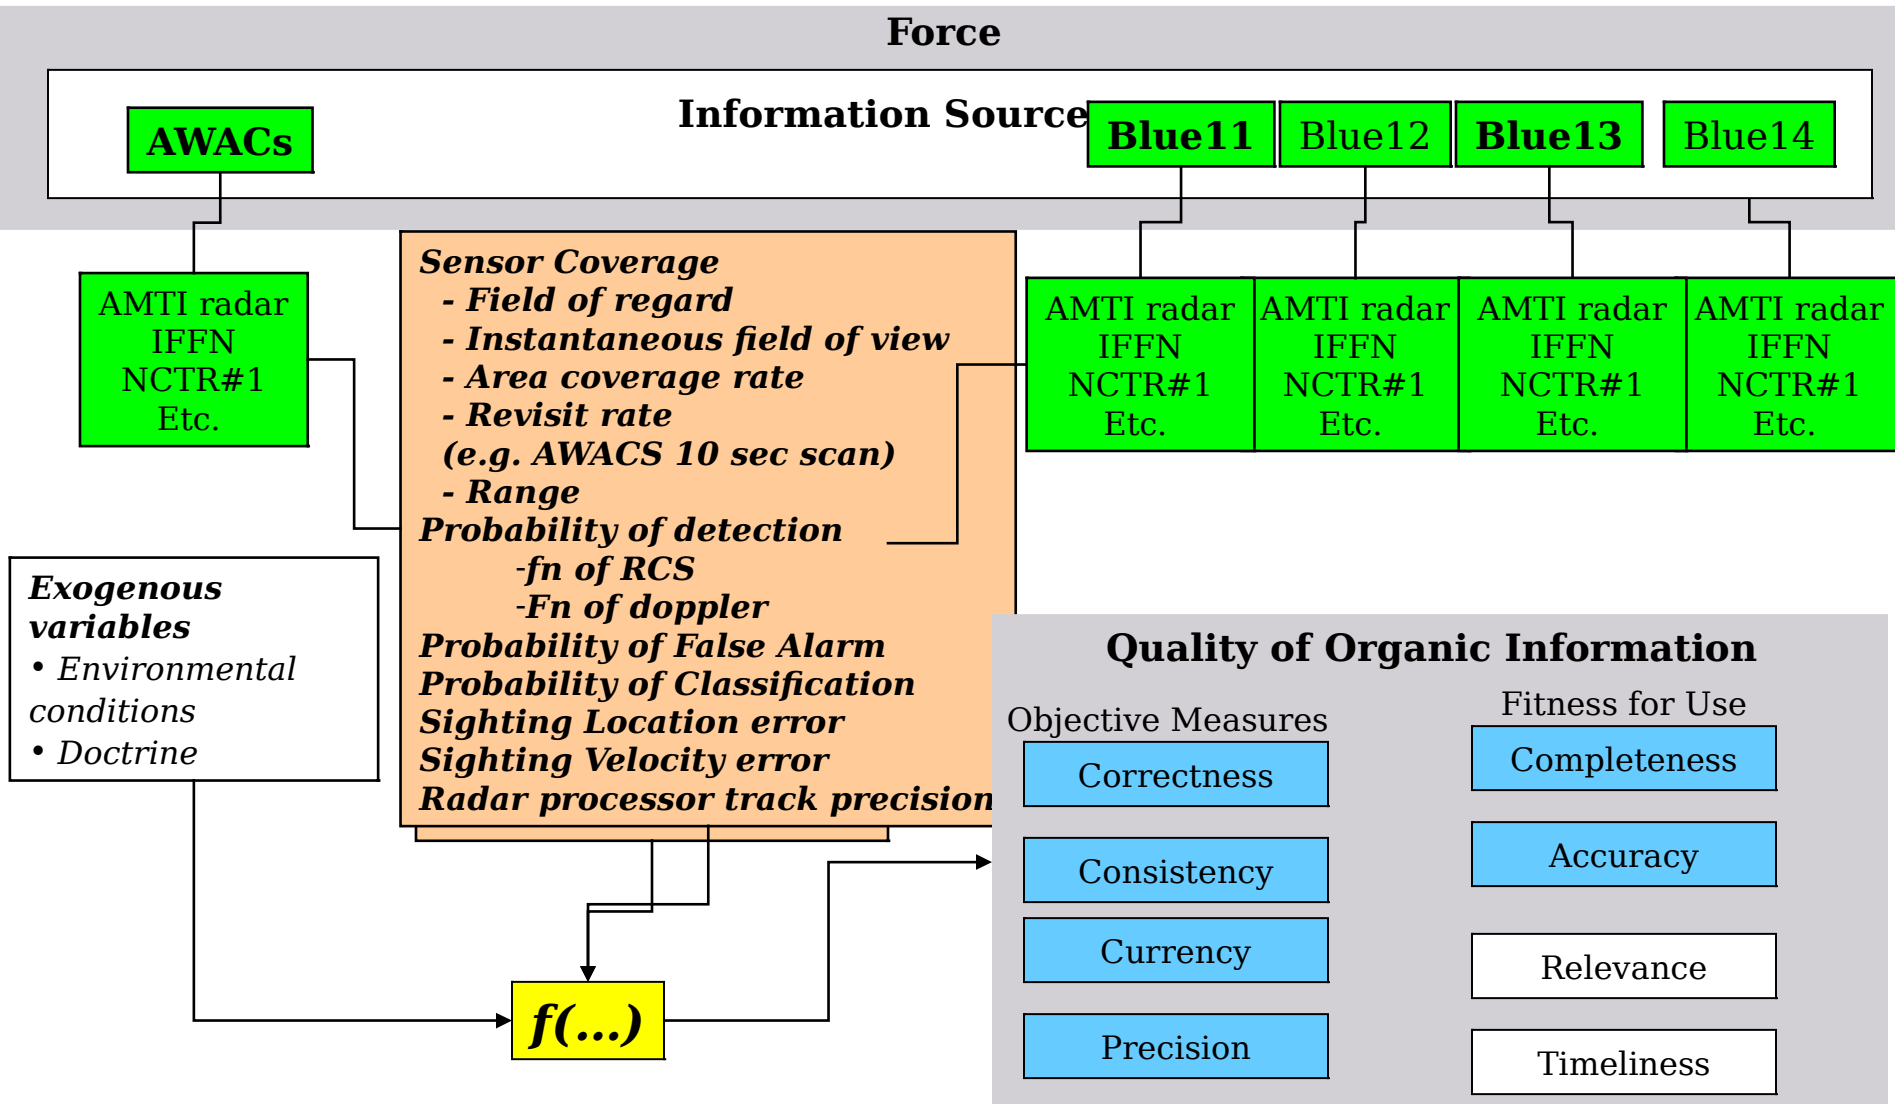 Force
Information Source
AWACs
Blue11
Blue12
Blue13
Blue14
AMTI radar
IFFN
NCTR#1
Etc.
Sensor Coverage
- Field of regard
- Instantaneous field of view
- Area coverage rate
- Revisit rate
(e.g. AWACS 10 sec scan)
- Range
Probability of detection
-fn of RCS
-Fn of doppler
Probability of False Alarm
Probability of Classification
Sighting Location error
Sighting Velocity error
Radar processor track precision
AMTI radar
IFFN
NCTR#1
Etc.
AMTI radar
IFFN
NCTR#1
Etc.
AMTI radar
IFFN
NCTR#1
Etc.
AMTI radar
IFFN
NCTR#1
Etc.
Exogenous
variables
• Environmental
conditions
• Doctrine
f(...)
Quality of Organic Information
Objective Measures
Correctness
Consistency
Currency
Precision
Fitness for Use
Completeness
Accuracy
Relevance
Timeliness